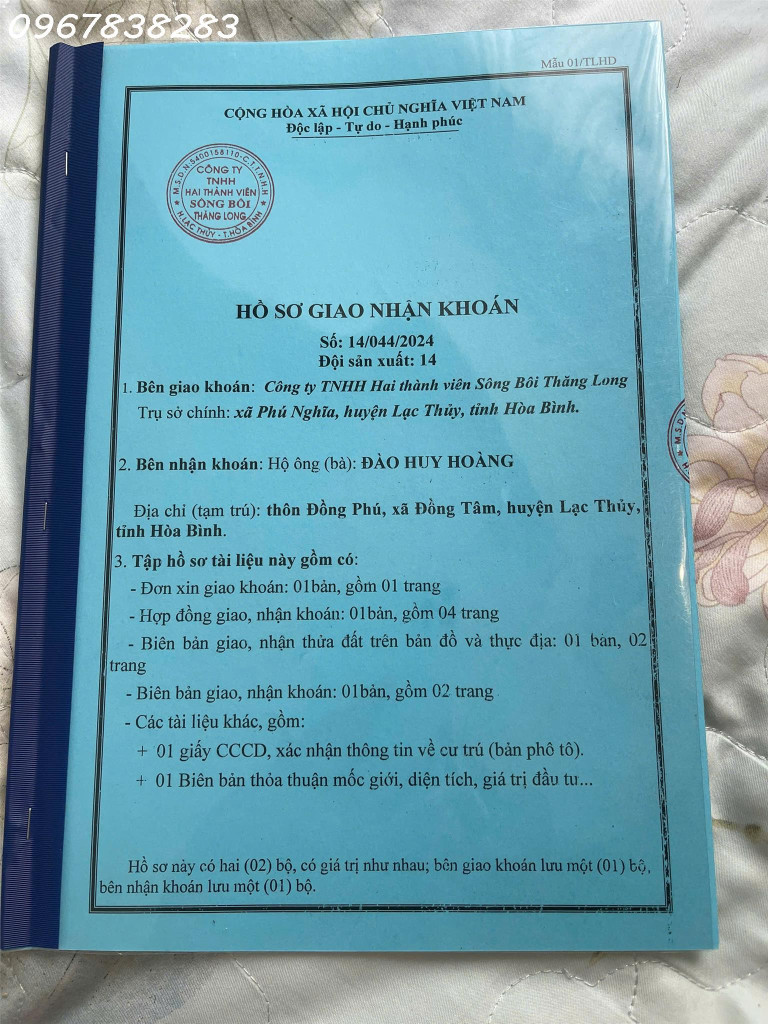 0967838283
Mẫu 01/TLHD
CỘNG HÒA XÃ HỘI CHỦ NGHĨA VIỆT NAM
Độc lập - Tự do - Hạnh phúc
M.S.D.N:5400158110-C.T.T.N.H.H
CÔNG TY
TNHH
HAI THÀNH VIÊN
SÔNG BÔI
THĂNG LONG
H.LẠC THỦY - T.HÒA BÌNH
HỒ SƠ GIAO NHẬN KHOÁN
Số: 14/044/2024
Đội sản xuất: 14
1. Bên giao khoán: Công ty TNHH Hai thành viên Sông Bôi Thăng Long
Trụ sở chính: xã Phú Nghĩa, huyện Lạc Thủy, tỉnh Hòa Bình.
M.S.D.N
H
2. Bên nhận khoán: Hộ ông (bà): ĐÀO HUY HOÀNG
Địa chỉ (tạm trú): thôn Đồng Phú, xã Đồng Tâm, huyện Lạc Thủy,
tỉnh Hòa Bình.
3. Tập hồ sơ tài liệu này gồm có:
- Đơn xin giao khoán: 01bản, gồm 01 trang
- Hợp đồng giao, nhận khoán: 01bản, gồm 04 trang
- Biên bản giao, nhận thửa đất trên bản đồ và thực địa: 01 bản, 02
trang
- Biên bản giao, nhận khoán: 01bản, gồm 02 trang
- Các tài liệu khác, gồm:
+ 01 giấy CCCD, xác nhận thông tin về cư trú (bản phô tô).
+ 01 Biên bản thỏa thuận mốc giới, diện tích, giá trị đầu tư...
Hồ sơ này có hai (02) bộ, có giá trị như nhau; bên giao khoán lưu một (01) bộ,
bên nhận khoán lưu một (01) bộ.